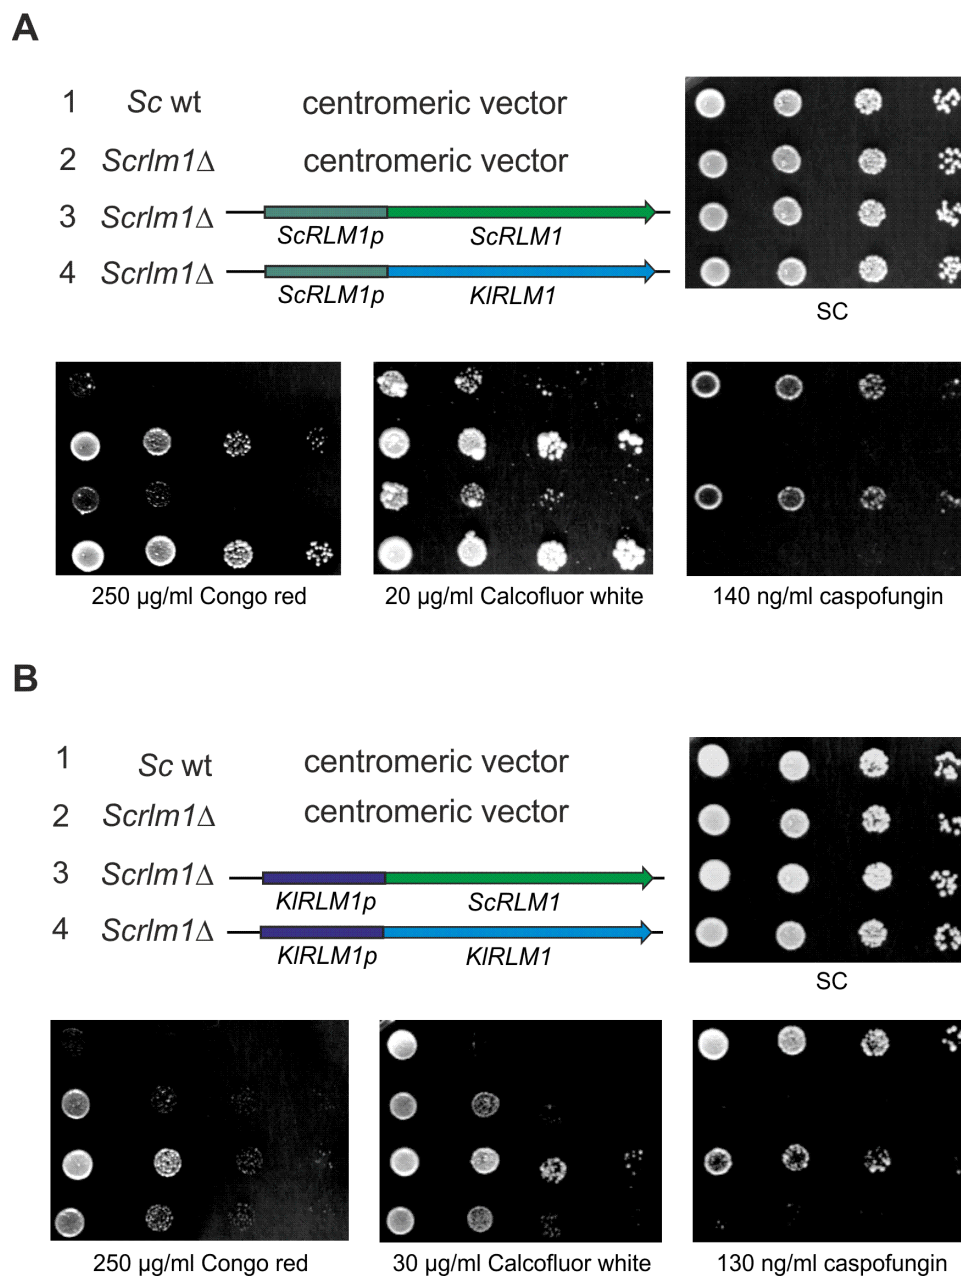 A
1 Sc wt centromeric vector
2 Scrlm1Δ centromeric vector
3 Scrlm1Δ
ScRLM1p ScRLM1
4 Scrlm1Δ
ScRLM1p KlRLM1
SC
250 µg/ml Congo red 20 µg/ml Calcofluor white 140 ng/ml caspofungin
B
1 Sc wt centromeric vector
2 Scrlm1Δ centromeric vector
3 Scrlm1Δ
KlRLM1p ScRLM1
4 Scrlm1Δ
KlRLM1p KlRLM1
SC
250 µg/ml Congo red 30 µg/ml Calcofluor white 130 ng/ml caspofungin